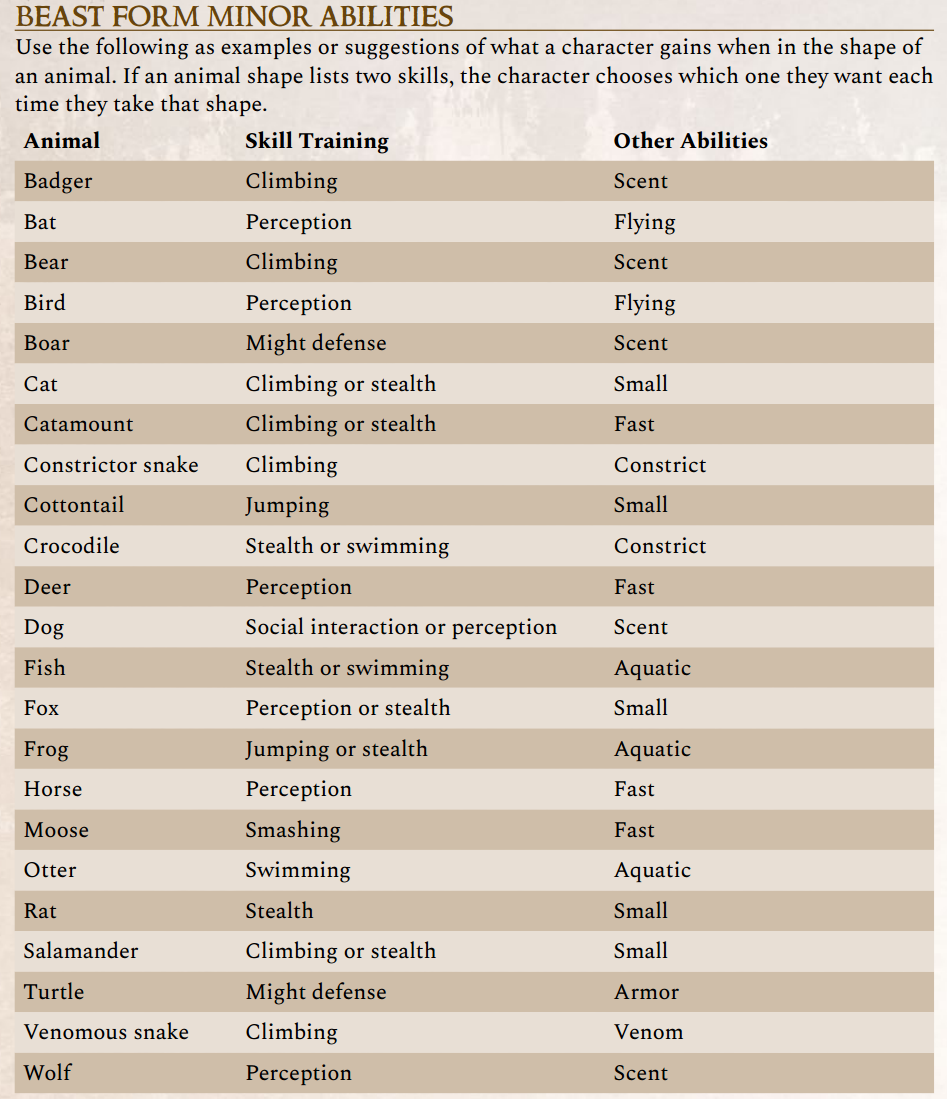 BEAST FORM MINOR ABILITIES
Use the following as examples or suggestions of what a character gains when in the shape of
an animal. If an animal shape lists two skills, the character chooses which one they want each
time they take that shape.
Animal Skill Training Other Abilities
Badger Climbing Scent
Bat Perception Flying
Bear Climbing Scent
Bird Perception Flying
Boar Might defense Scent
Cat Climbing or stealth Small
Catamount Climbing or stealth Fast
Constrictor snake Climbing Constrict
Cottontail Jumping Small
Crocodile Stealth or swimming Constrict
Deer Perception Fast
Dog Social interaction or perception Scent
Fish Stealth or swimming Aquatic
Fox Perception or stealth Small
Frog Jumping or stealth Aquatic
Horse Perception Fast
Moose Smashing Fast
Otter Swimming Aquatic
Rat Stealth Small
Salamander Climbing or stealth Small
Turtle Might defense Armor
Venomous snake Climbing Venom
Wolf Perception Scent